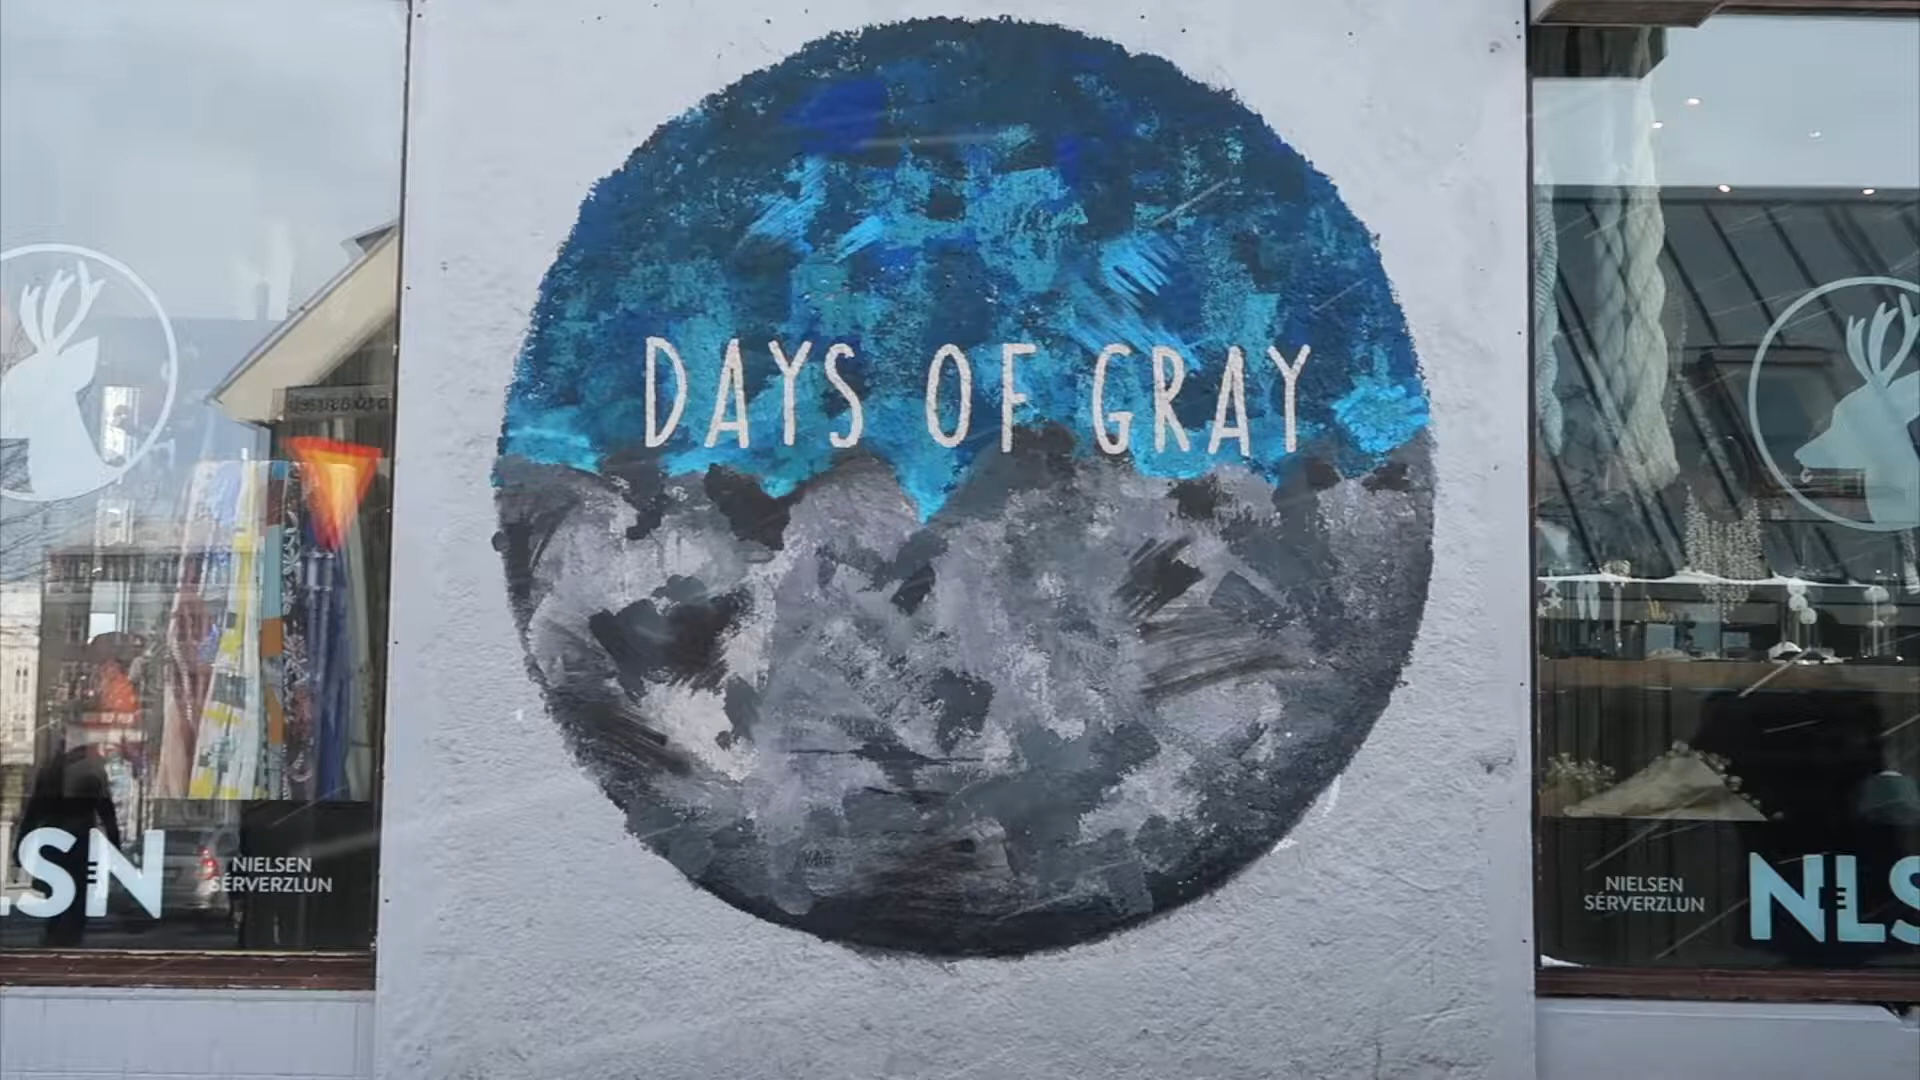 DAYS OF GRAY
LSN
NIELSEN
SÉRVERZLUN
NIELSEN
SÉRVERZLUN
NLS